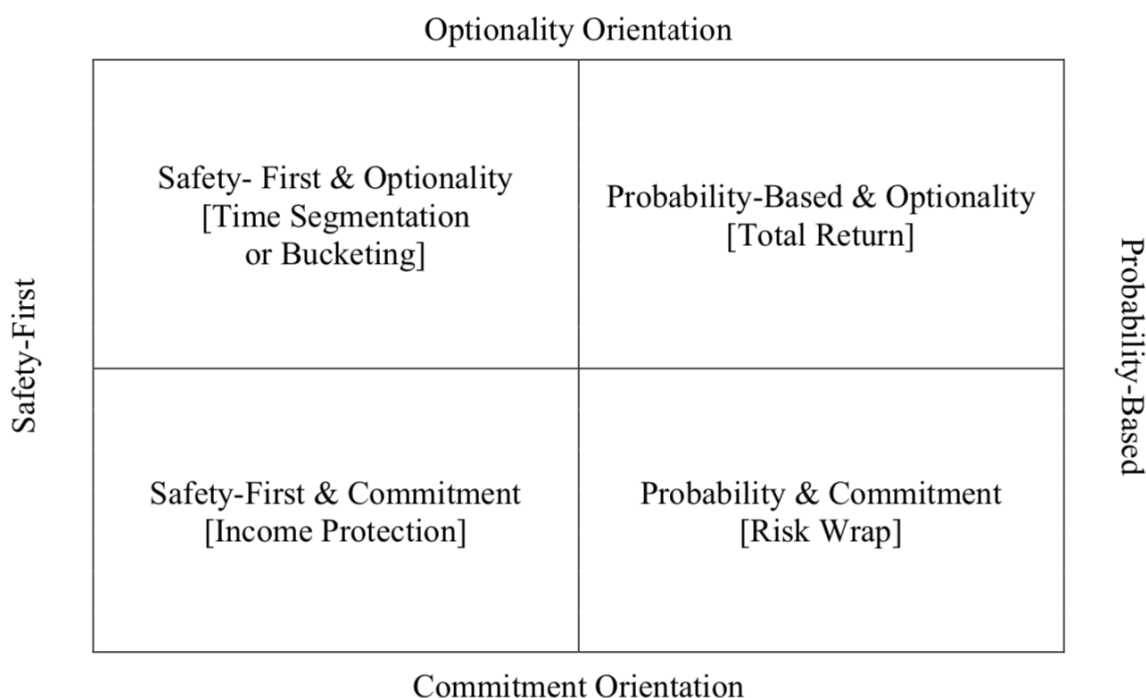 Optionality Orientation
Safety- First & Optionality
[Time Segmentation
or Bucketing]
Probability-Based & Optionality
[Total Return]
Safety-First
Probability-Based
Safety-First & Commitment
[Income Protection]
Probability & Commitment
[Risk Wrap]
Commitment Orientation